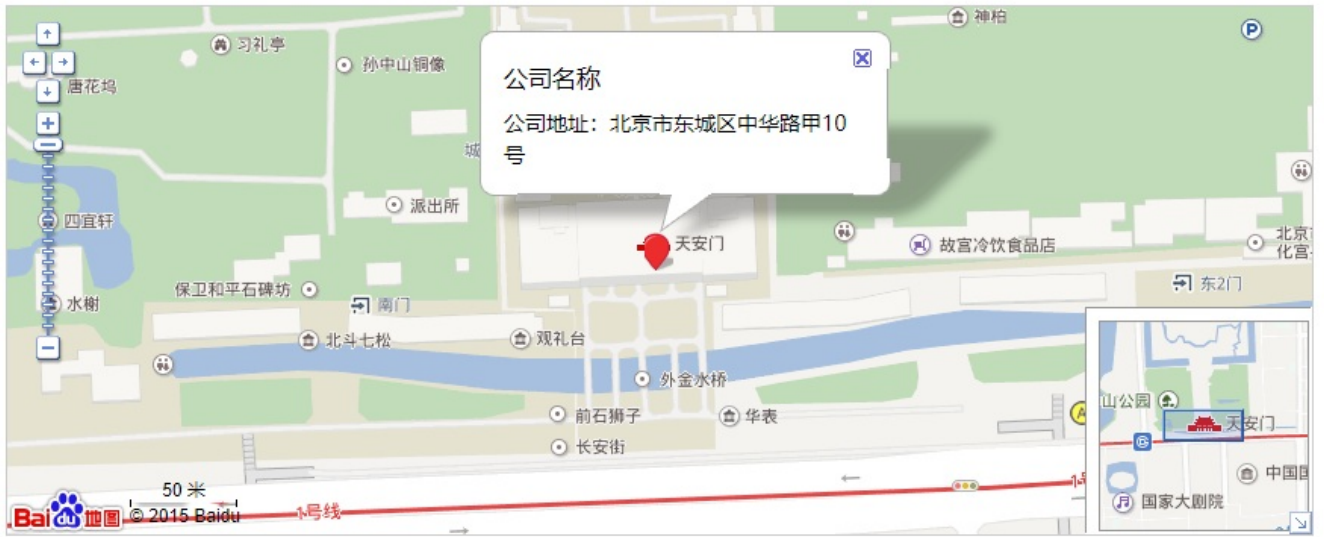 神柏
P
习礼亭
孙中山铜像
唐花坞
公司名称
公司地址：北京市东城区中华路甲10
号
城
派出所
四宜轩
天安门
故宫冷饮食品店
北京
化宫
保卫和平石碑坊
南门
东2门
水榭
北斗七松
观礼台
外金水桥
前石狮子
华表
A
长安街
山公园
天安门
中国国
国家大剧院
50 米
Bai du 地图
© 2015 Baidu
1号线
1号